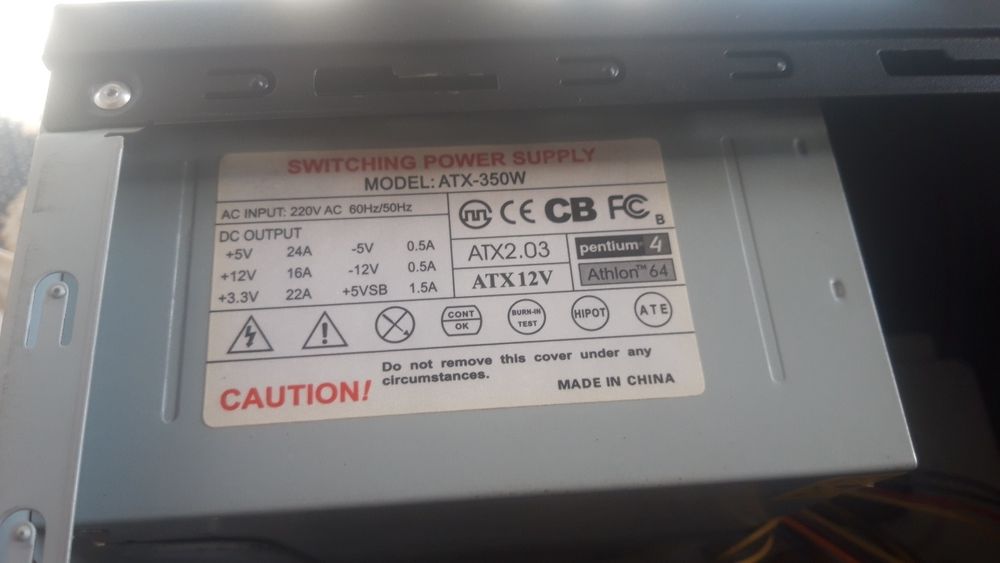 SWITCHING POWER SUPPLY
MODEL: ATX-350W
AC INPUT: 220V AC 60Hz/50Hz
DC OUTPUT
+5V 24A -5V 0.5A
+12V 16A -12V 0.5A
+3.3V 22A +5VSB 1.5A
CE CB FC B
ATX2.03
pentium 4
ATX12V
Athlon™ 64
CONT OK
BURN-IN TEST
HIPOT
ATE
CAUTION!
Do not remove this cover under any
circumstances.
MADE IN CHINA